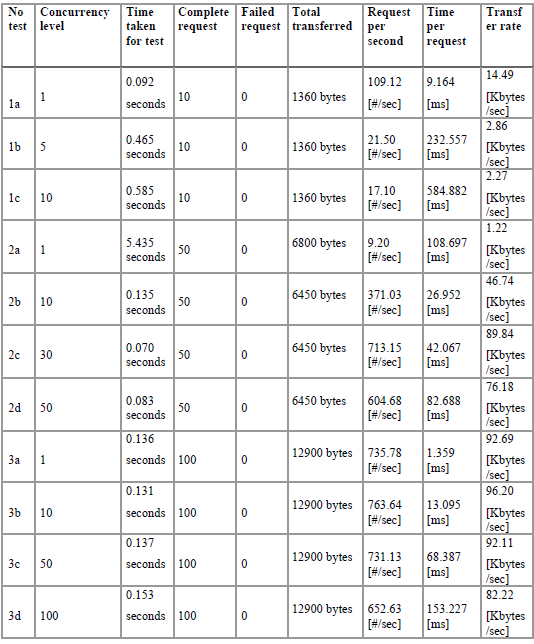 No test Concurrency level Time taken for test Complete request Failed request Total transferred Request per second Time per request Transf er rate
1a 1 0.092 seconds 10 0 1360 bytes 109.12 [#/sec] 9.164 [ms] 14.49 [Kbytes /sec]
1b 5 0.465 seconds 10 0 1360 bytes 21.50 [#/sec] 232.557 [ms] 2.86 [Kbytes /sec]
1c 10 0.585 seconds 10 0 1360 bytes 17.10 [#/sec] 584.882 [ms] 2.27 [Kbytes /sec]
2a 1 5.435 seconds 50 0 6800 bytes 9.20 [#/sec] 108.697 [ms] 1.22 [Kbytes /sec]
2b 10 0.135 seconds 50 0 6450 bytes 371.03 [#/sec] 26.952 [ms] 46.74 [Kbytes /sec]
2c 30 0.070 seconds 50 0 6450 bytes 713.15 [#/sec] 42.067 [ms] 89.84 [Kbytes /sec]
2d 50 0.083 seconds 50 0 6450 bytes 604.68 [#/sec] 82.688 [ms] 76.18 [Kbytes /sec]
3a 1 0.136 seconds 100 0 12900 bytes 735.78 [#/sec] 1.359 [ms] 92.69 [Kbytes /sec]
3b 10 0.131 seconds 100 0 12900 bytes 763.64 [#/sec] 13.095 [ms] 96.20 [Kbytes /sec]
3c 50 0.137 seconds 100 0 12900 bytes 731.13 [#/sec] 68.387 [ms] 92.11 [Kbytes /sec]
3d 100 0.153 seconds 100 0 12900 bytes 652.63 [#/sec] 153.227 [ms] 82.22 [Kbytes /sec]